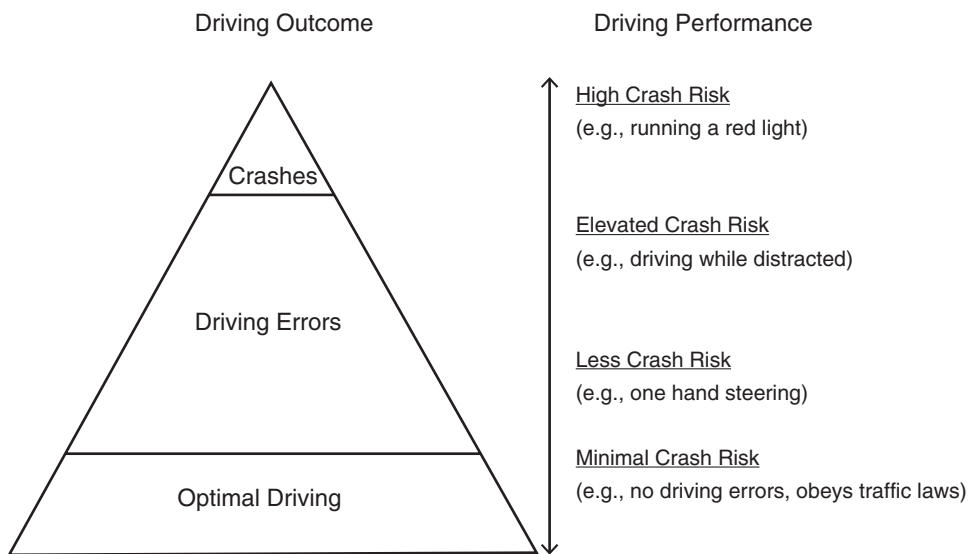 Driving Outcome
Driving Performance
Crashes
Driving Errors
Optimal Driving
High Crash Risk
(e.g., running a red light)
Elevated Crash Risk
(e.g., driving while distracted)
Less Crash Risk
(e.g., one hand steering)
Minimal Crash Risk
(e.g., no driving errors, obeys traffic laws)